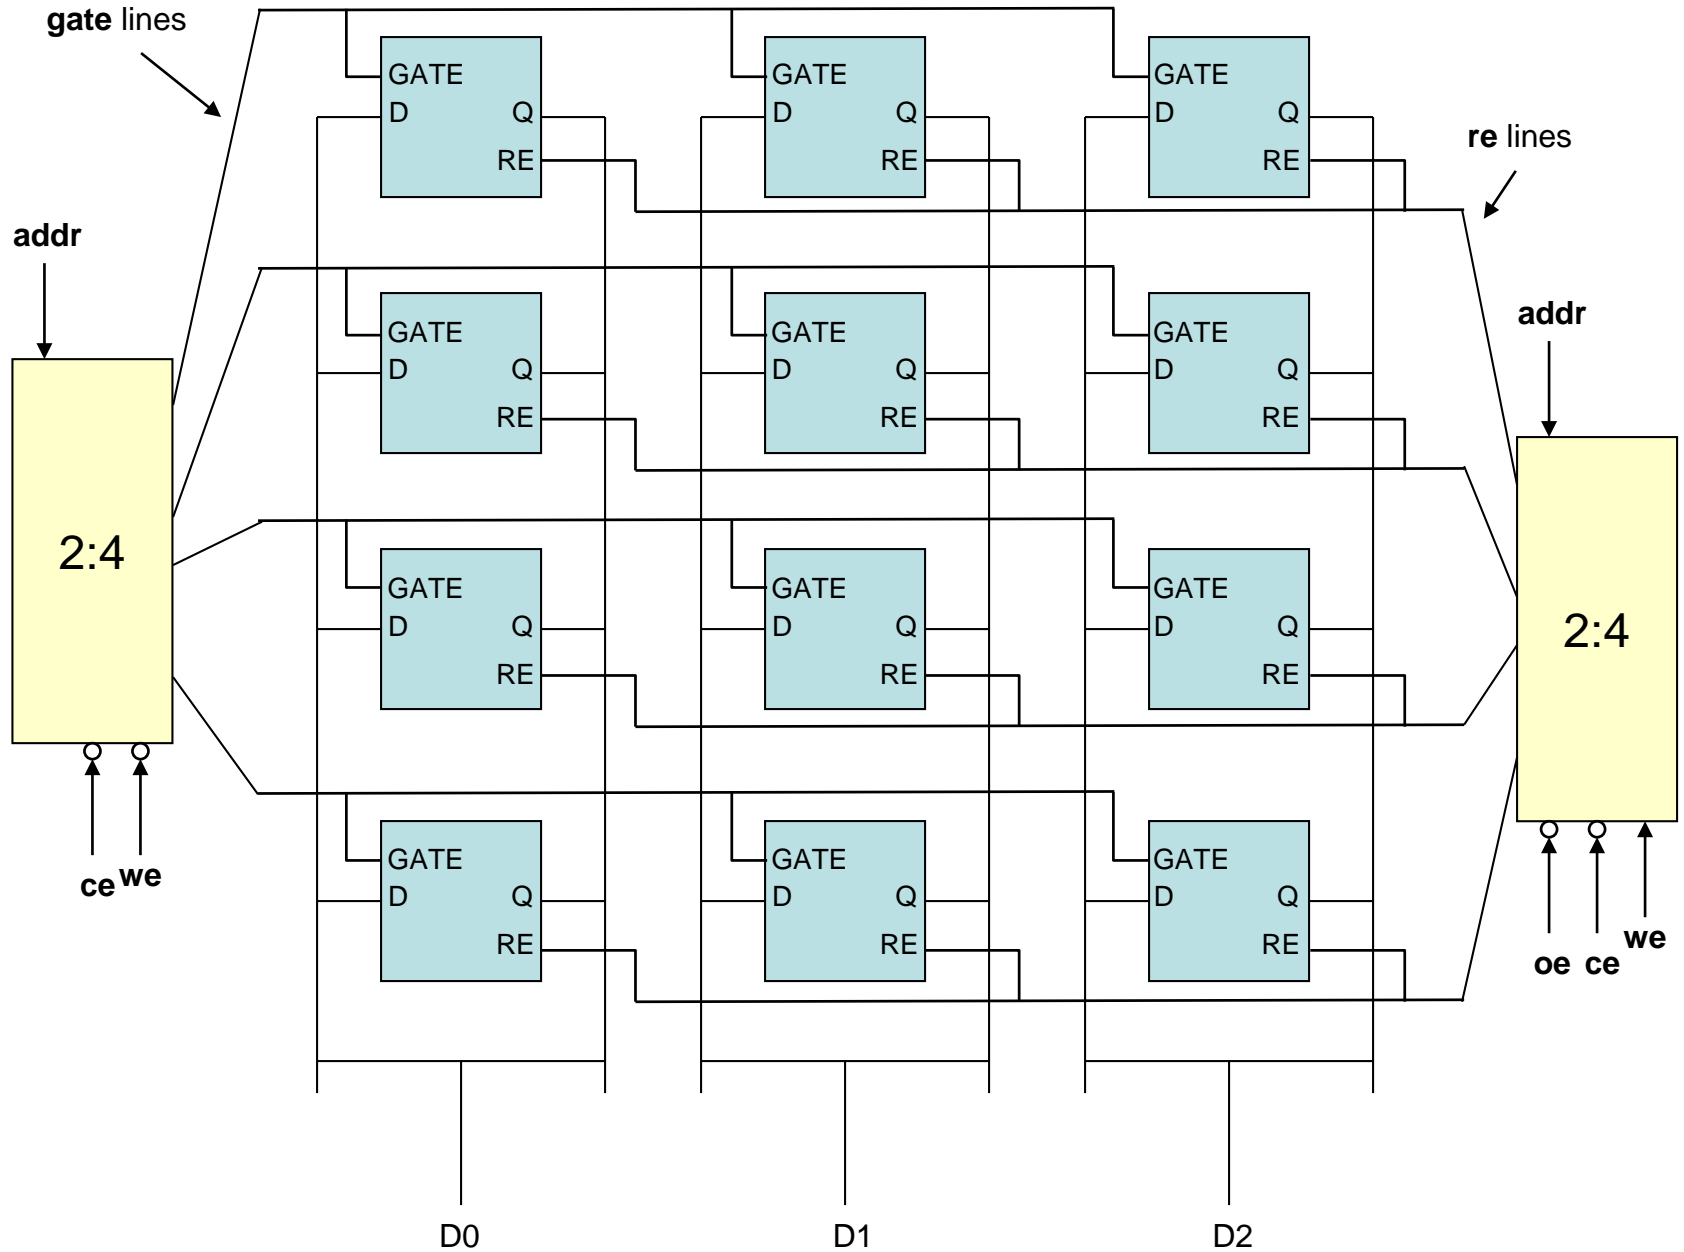 gate lines
GATE
D Q
RE
GATE
D Q
RE
GATE
D Q
RE
re lines
addr
GATE
D Q
RE
GATE
D Q
RE
GATE
D Q
RE
addr
2:4
GATE
D Q
RE
GATE
D Q
RE
GATE
D Q
RE
2:4
ce we
GATE
D Q
RE
GATE
D Q
RE
GATE
D Q
RE
oe ce we
D0 D1 D2